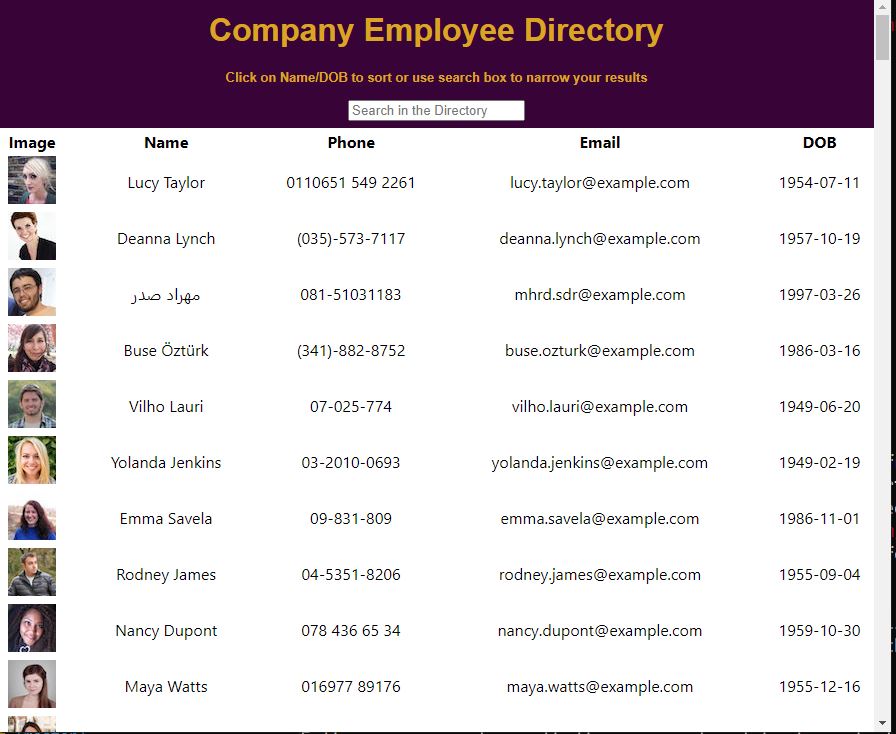 Company Employee Directory
Click on Name/DOB to sort or use search box to narrow your results
Search in the Directory
Image Name Phone Email DOB
Lucy Taylor 0110651 549 2261 lucy.taylor@example.com 1954-07-11
Deanna Lynch (035)-573-7117 deanna.lynch@example.com 1957-10-19
مهراد صدر 081-51031183 mhrd.sdr@example.com 1997-03-26
Buse Öztürk (341)-882-8752 buse.ozturk@example.com 1986-03-16
Vilho Lauri 07-025-774 vilho.lauri@example.com 1949-06-20
Yolanda Jenkins 03-2010-0693 yolanda.jenkins@example.com 1949-02-19
Emma Savela 09-831-809 emma.savela@example.com 1986-11-01
Rodney James 04-5351-8206 rodney.james@example.com 1955-09-04
Nancy Dupont 078 436 65 34 nancy.dupont@example.com 1959-10-30
Maya Watts 016977 89176 maya.watts@example.com 1955-12-16